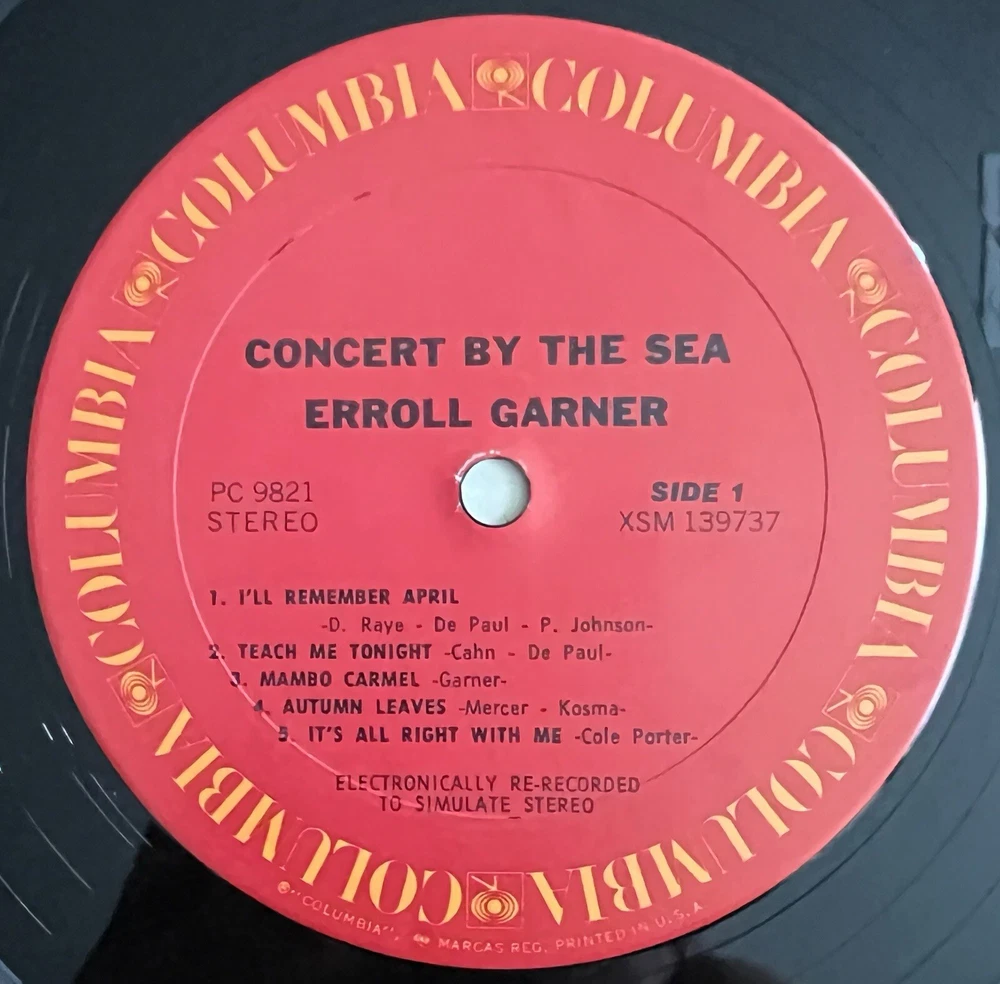 COLUMBIA COLUMBIA COLUMBIA COLUMBIA COLUMBIA COLUMBIA
CONCERT BY THE SEA
ERROLL GARNER
PC 9821
STEREO
SIDE 1
XSM 139737
1. I'LL REMEMBER APRIL
-D. Raye - De Paul - P. Johnson-
2. TEACH ME TONIGHT -Cahn - De Paul-
3. MAMBO CARMEL -Garner-
4. AUTUMN LEAVES -Mercer - Kosma-
5. IT'S ALL RIGHT WITH ME -Cole Porter-
ELECTRONICALLY RE-RECORDED
TO SIMULATE STEREO
® "COLUMBIA", MARCAS REG. PRINTED IN U.S.A